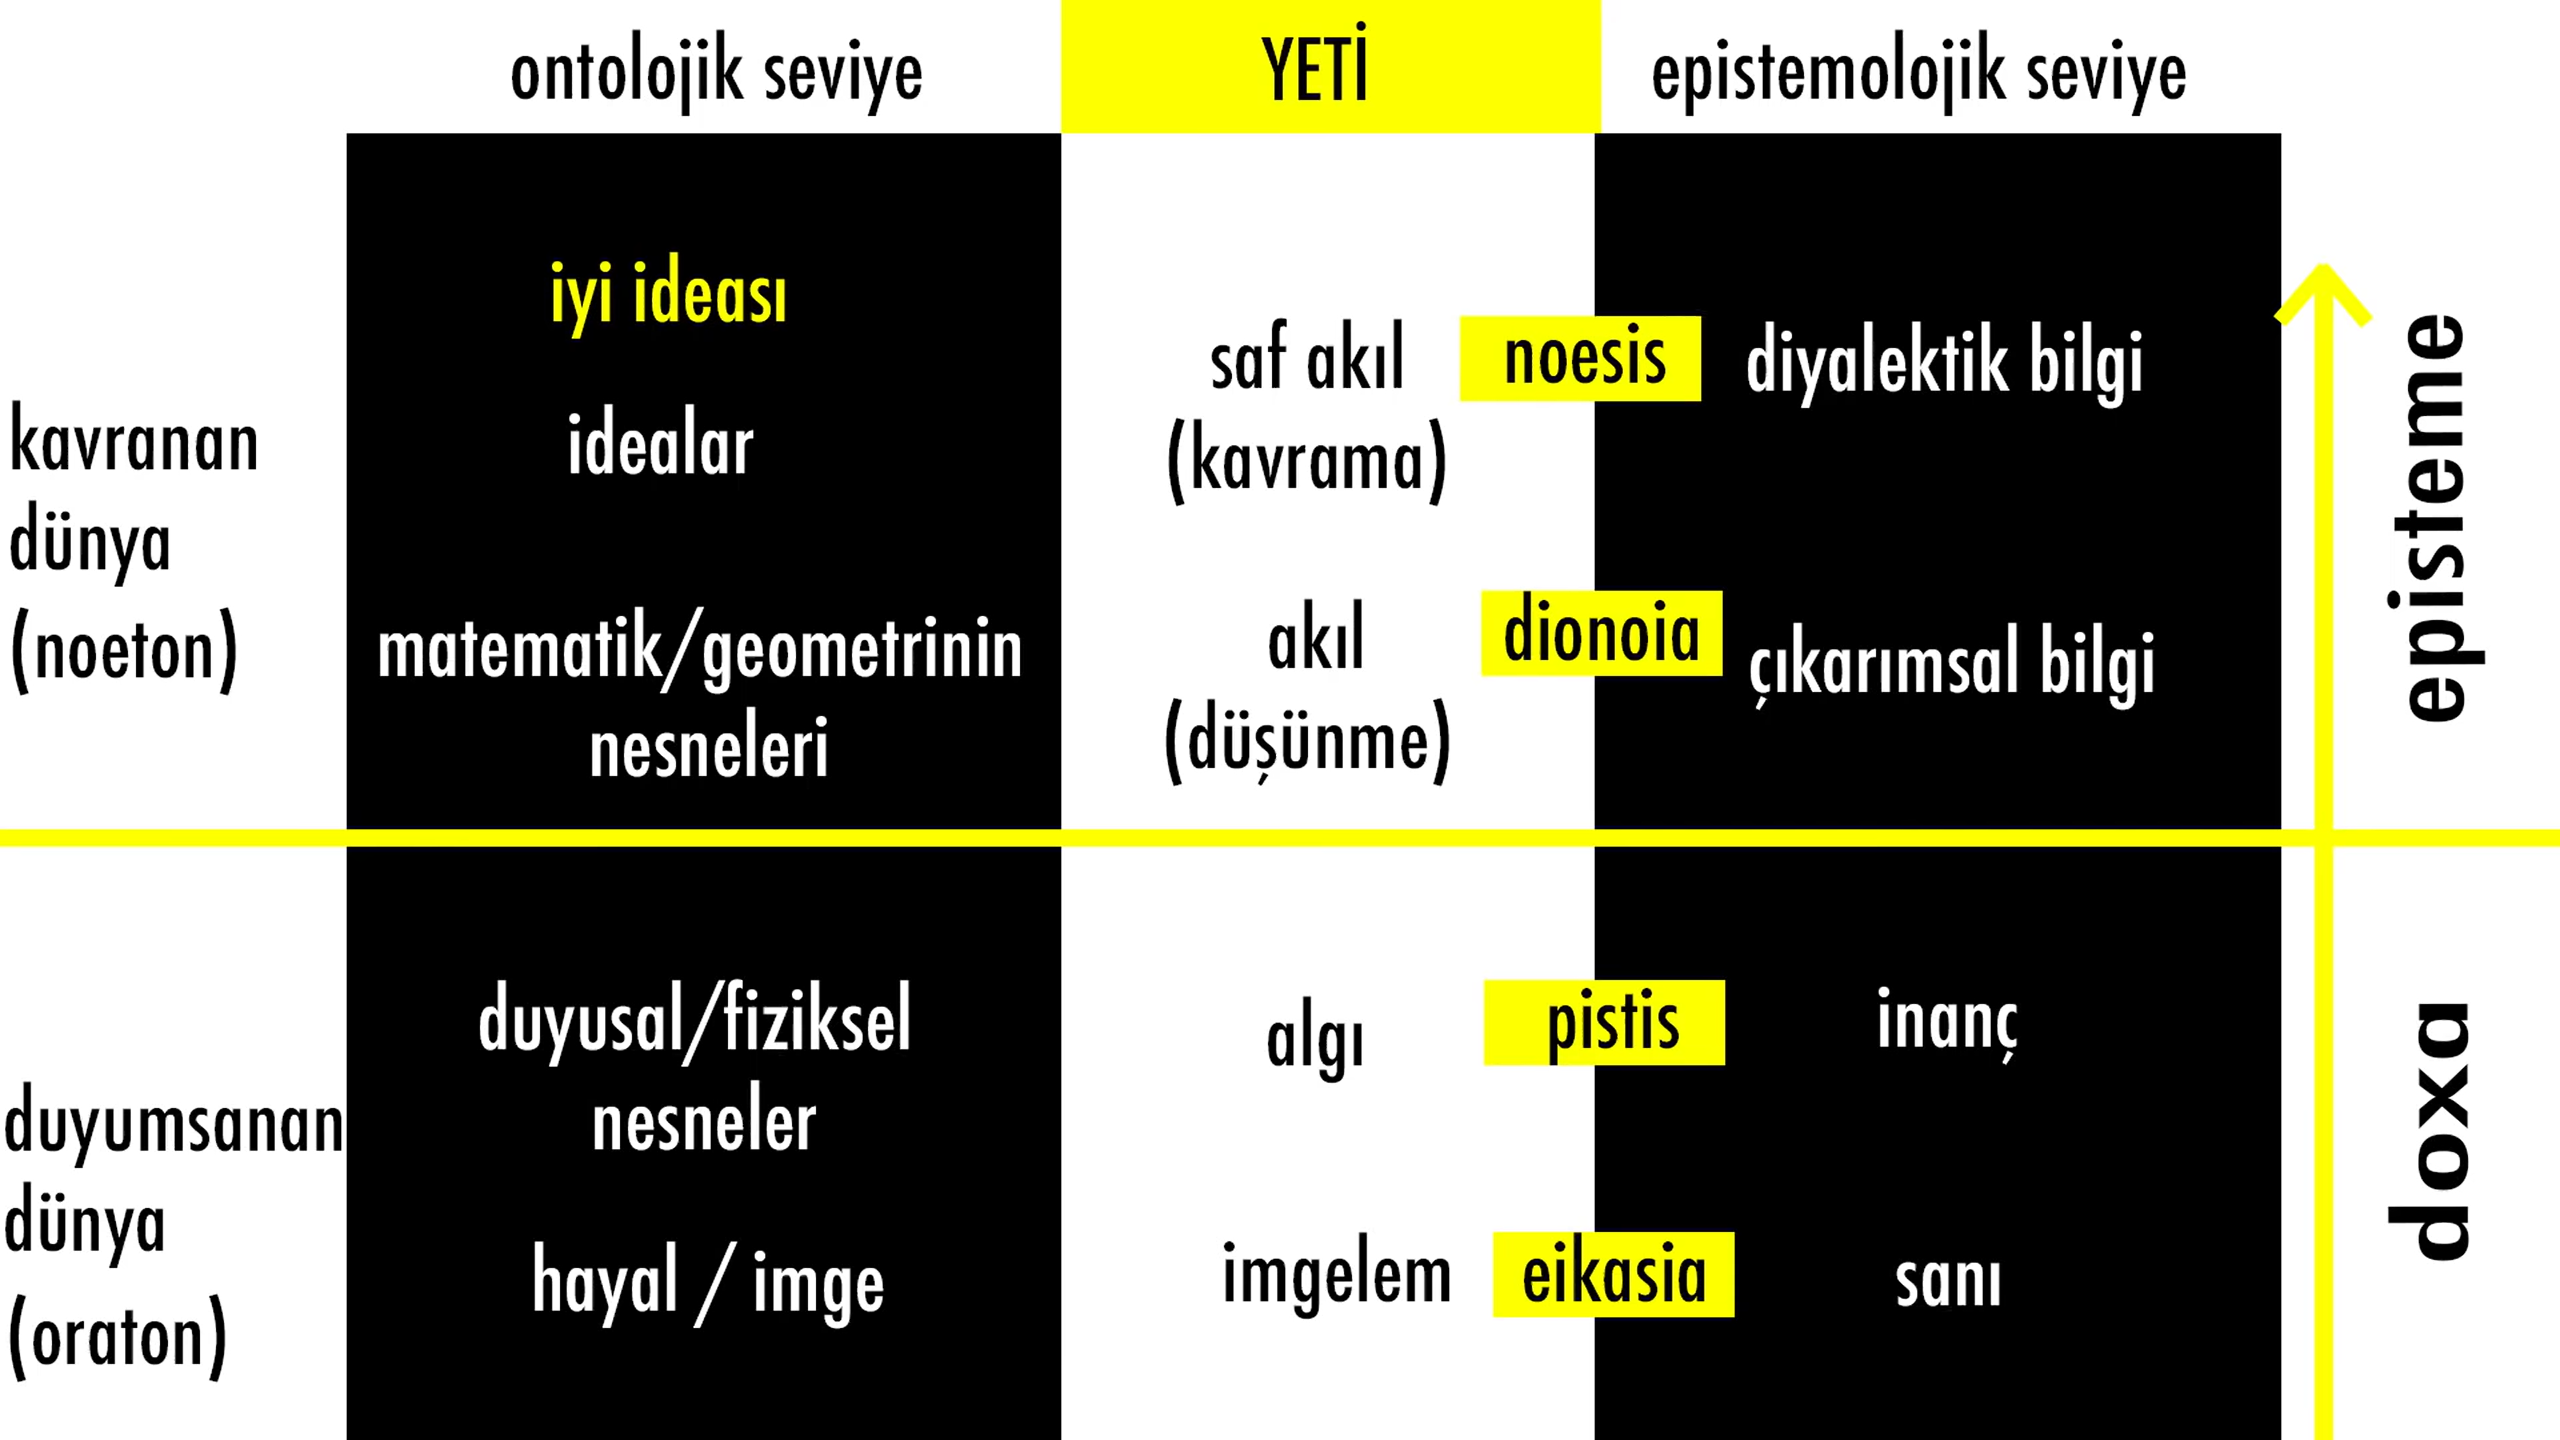 ontolojik seviye
YETİ
epistemolojik seviye
kavranan
dünya
(noeton)
iyi ideası
idealar
matematik/geometrinin
nesneleri
saf akıl
(kavrama)
noesis
diyalektik bilgi
akıl
(düşünme)
dionoia
çıkarımsal bilgi
episteme
duyumsanan
dünya
(oraton)
duyusal/fiziksel
nesneler
hayal / imge
algı
pistis
inanç
imgelem
eikasia
sanı
doxa